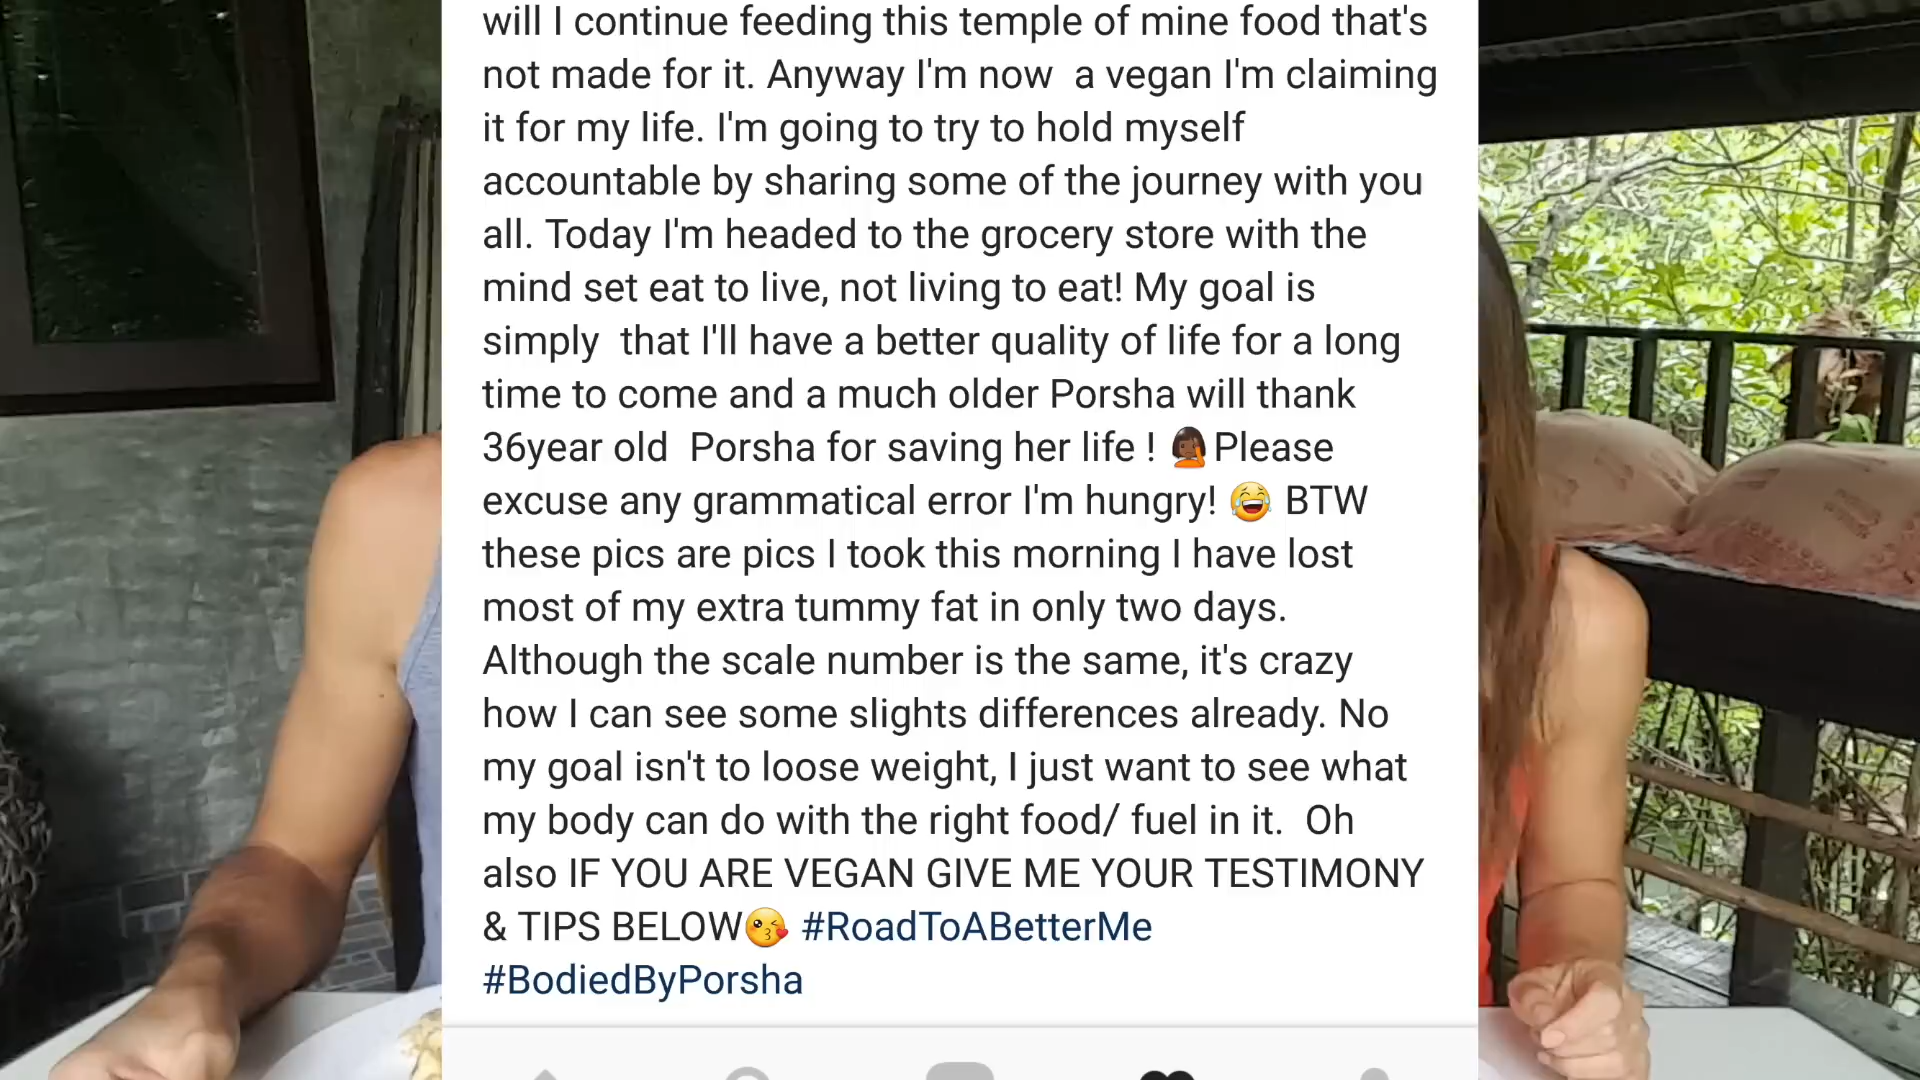 will I continue feeding this temple of mine food that's
not made for it. Anyway I'm now  a vegan I'm claiming
it for my life. I'm going to try to hold myself
accountable by sharing some of the journey with you
all. Today I'm headed to the grocery store with the
mind set eat to live, not living to eat! My goal is
simply  that I'll have a better quality of life for a long
time to come and a much older Porsha will thank
36year old  Porsha for saving her life ! 🤦🏾‍♀️Please
excuse any grammatical error I'm hungry! 😂 BTW
these pics are pics I took this morning I have lost
most of my extra tummy fat in only two days.
Although the scale number is the same, it's crazy
how I can see some slights differences already. No
my goal isn't to loose weight, I just want to see what
my body can do with the right food/ fuel in it.  Oh
also IF YOU ARE VEGAN GIVE ME YOUR TESTIMONY
& TIPS BELOW😘 #RoadToABetterMe
#BodiedByPorsha